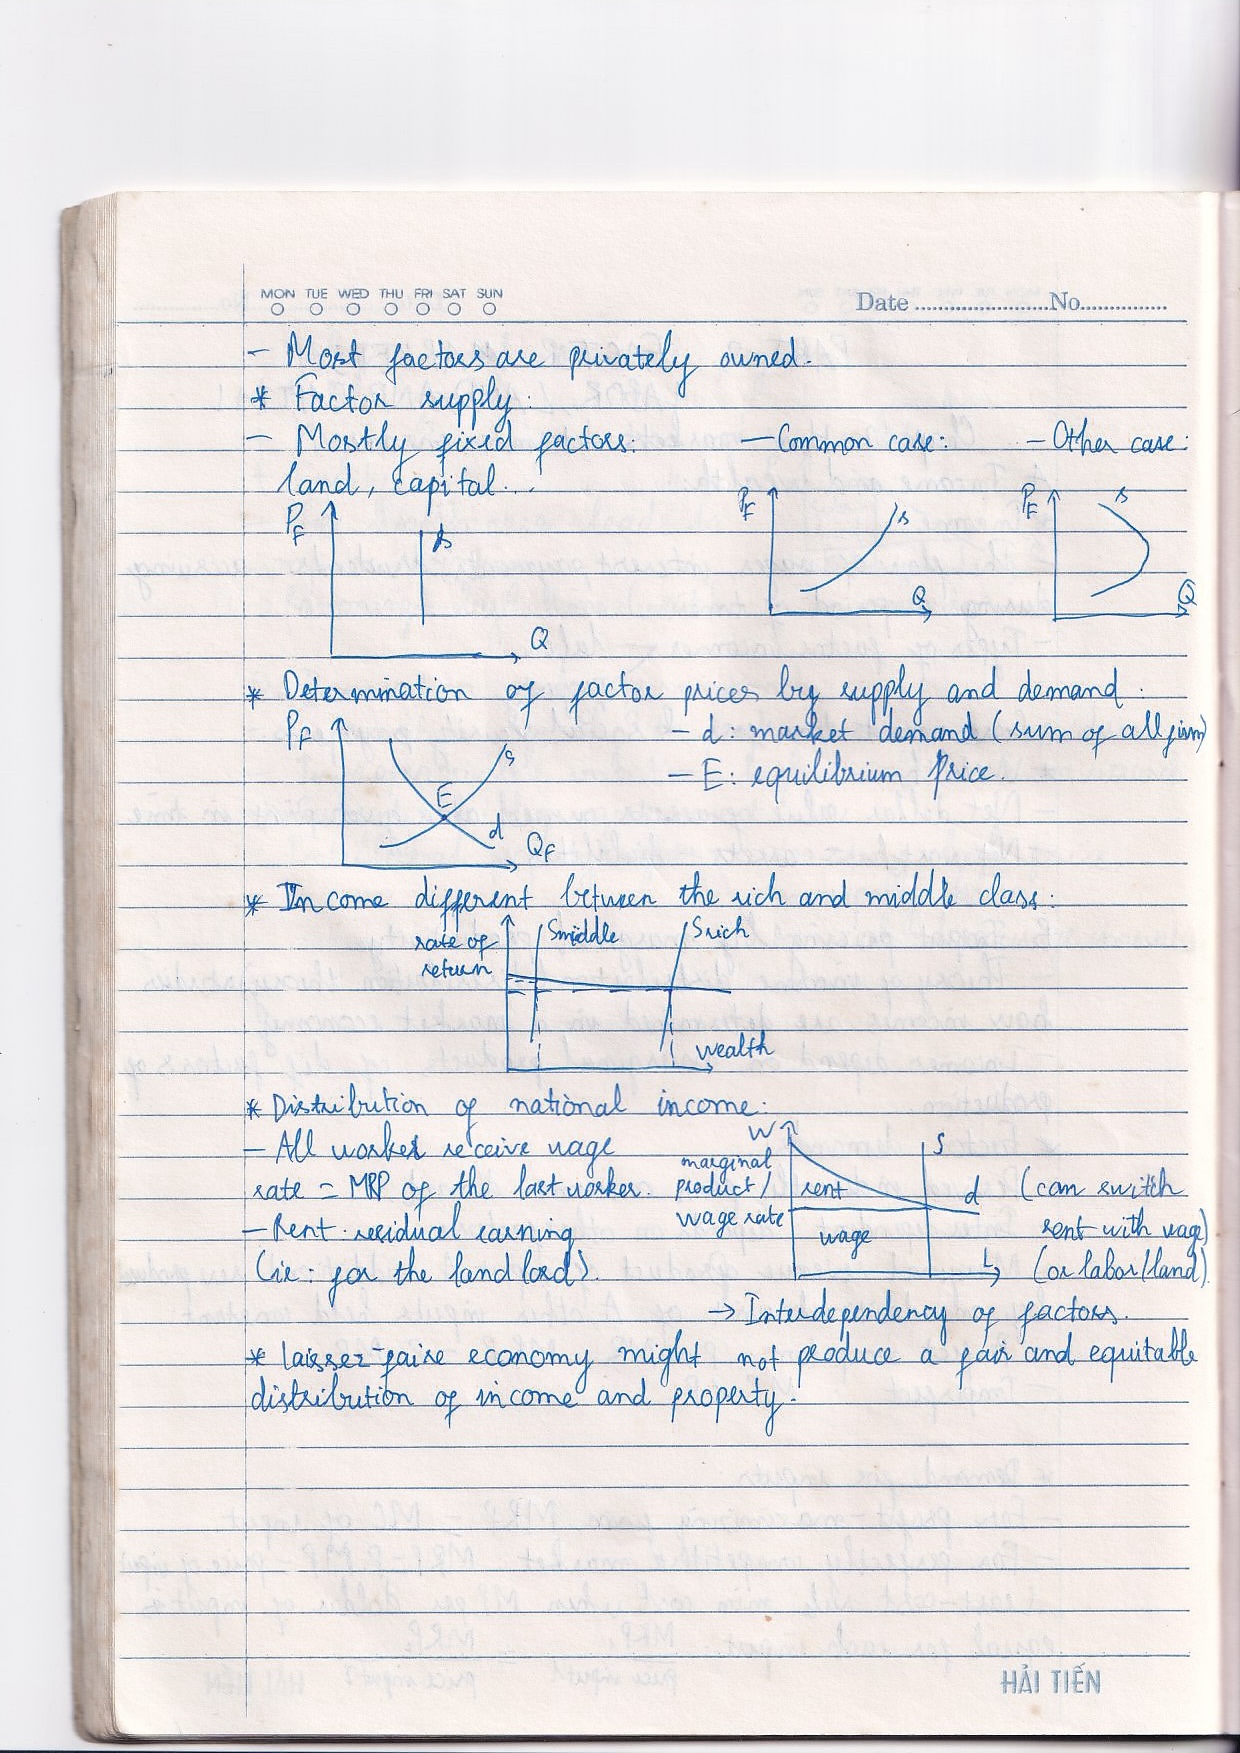 MON TUE WED THU FRI SAT SUN
Date ........................No................
- Most factors are privately owned.
* Factor supply:
- Mostly fixed factors: - Common case: - Other case:
land, capital...
PF s Q
PF s Q
PF s Q
* Determination of factor prices by supply and demand:
PF s E d QF
- d: market demand (sum of all firm)
- E: equilibrium price.
* Income different between the rich and middle class:
rate of Smiddle Srich
return
wealth
* Distribution of national income:
- All worker receive wage
rate = MRP of the last worker.
- Rent: residual earning
(ie: for the land lord).
W S
marginal
product/ rent d (can switch
wage rate rent with wage)
wage
L (or labor/land).
→ Interdependency of factors.
* laissez-faire economy might not produce a fair and equitable
distribution of income and property.
HẢI TIẾN